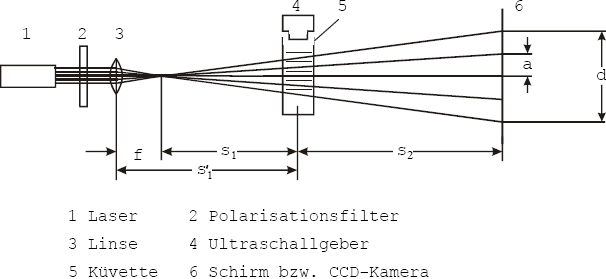 1 2 3 4 5 6
a
d
f s₁ s₂
s'₁
1 Laser 2 Polarisationsfilter
3 Linse 4 Ultraschallgeber
5 Küvette 6 Schirm bzw. CCD-Kamera